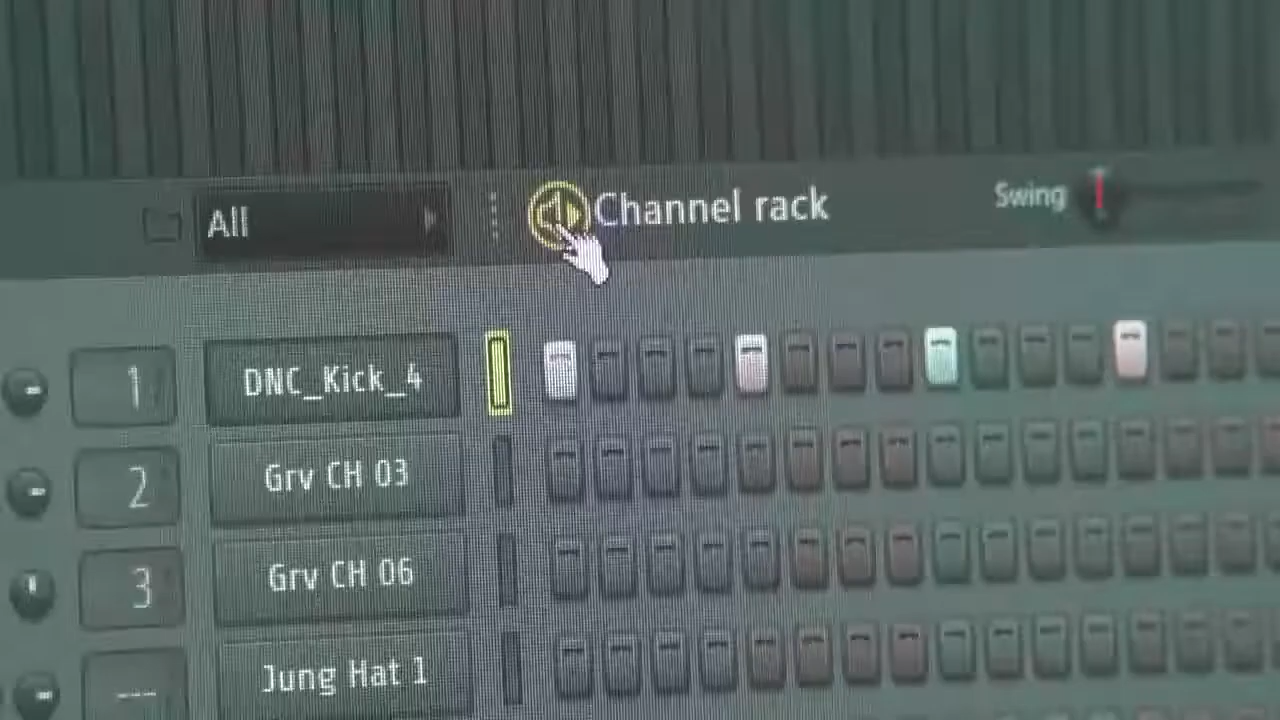 All Channel rack Swing
1 DNC_Kick_4
2 Grv CH 03
3 Grv CH 06
--- Jung Hat 1